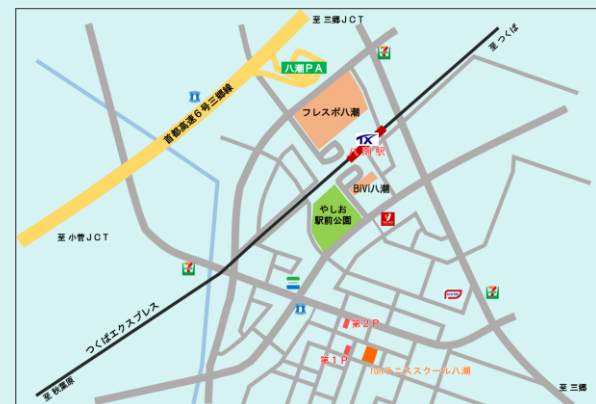 至 三郷ＪＣＴ
至 つくば
八潮ＰＡ
首都高速６号三郷線
フレスポ八潮
TX
八潮駅
BiVi八潮
やしお
駅前公園
至 小菅ＪＣＴ
つくばエクスプレス
第２Ｐ
第１Ｐ
テニススクール八潮
至 秋葉原
至 三郷